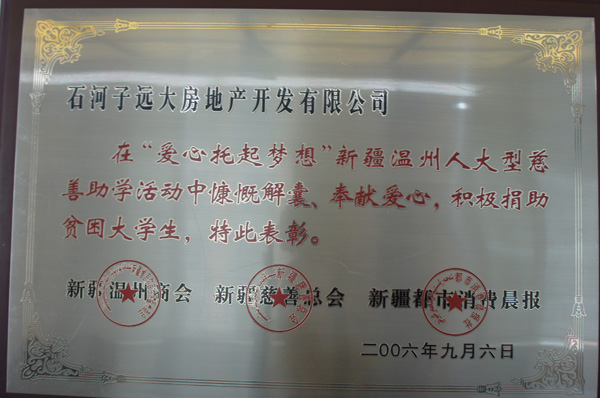 石河子远大房地产开发有限公司
在“爱心托起梦想”新疆温州人大型慈
善助学活动中慷慨解囊、奉献爱心，积极捐助
贫困大学生，特此表彰。
新疆温州商会 新疆慈善总会 新疆都市消费晨报
二00六年九月六日